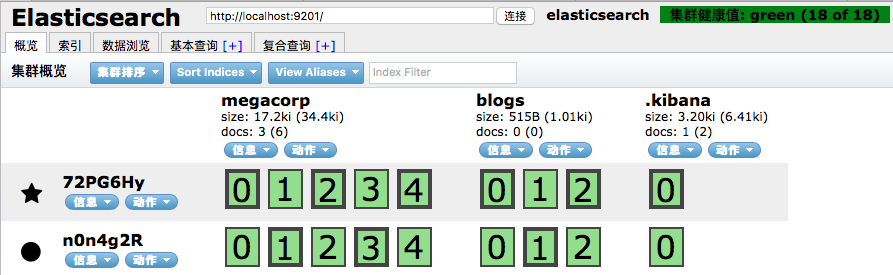 Elasticsearch http://localhost:9201/ 连接 elasticsearch 集群健康值: green (18 of 18)
概览 索引 数据浏览 基本查询 [+] 复合查询 [+]
集群概览 集群排序 Sort Indices View Aliases Index Filter
megacorp blogs .kibana
size: 17.2ki (34.4ki) size: 515B (1.01ki) size: 3.20ki (6.41ki)
docs: 3 (6) docs: 0 (0) docs: 1 (2)
信息 动作 信息 动作 信息 动作
72PG6Hy 0 1 2 3 4 0 1 2 0
信息 动作
n0n4g2R 0 1 2 3 4 0 1 2 0
信息 动作